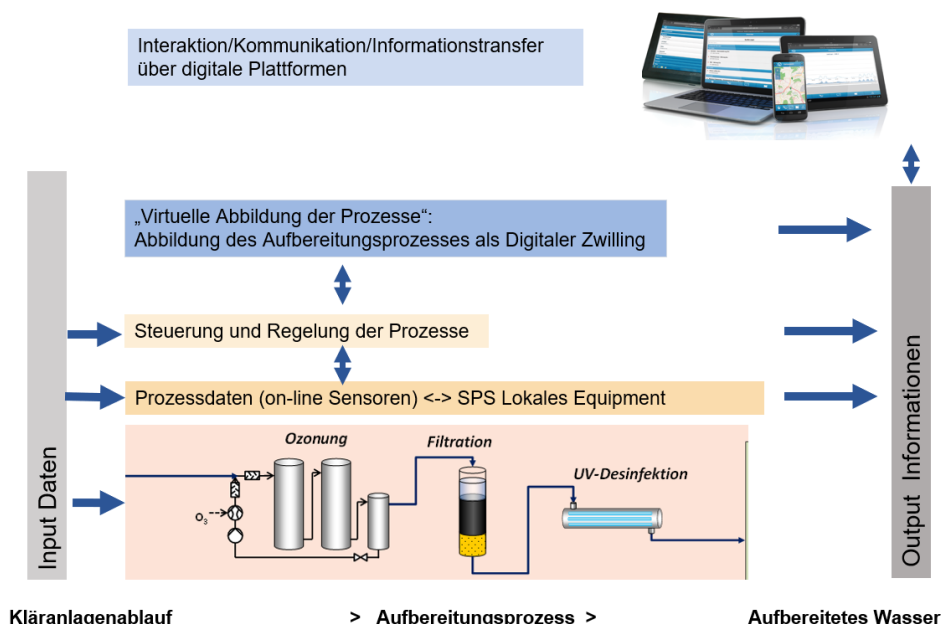 Interaktion/Kommunikation/Informationstransfer
über digitale Plattformen
„Virtuelle Abbildung der Prozesse“:
Abbildung des Aufbereitungsprozesses als Digitaler Zwilling
Steuerung und Regelung der Prozesse
Prozessdaten (on-line Sensoren) <-> SPS Lokales Equipment
Input Daten
Ozonung
Filtration
UV-Desinfektion
O₃
Output Informationen
Kläranlagenablauf > Aufbereitungsprozess > Aufbereitetes Wasser